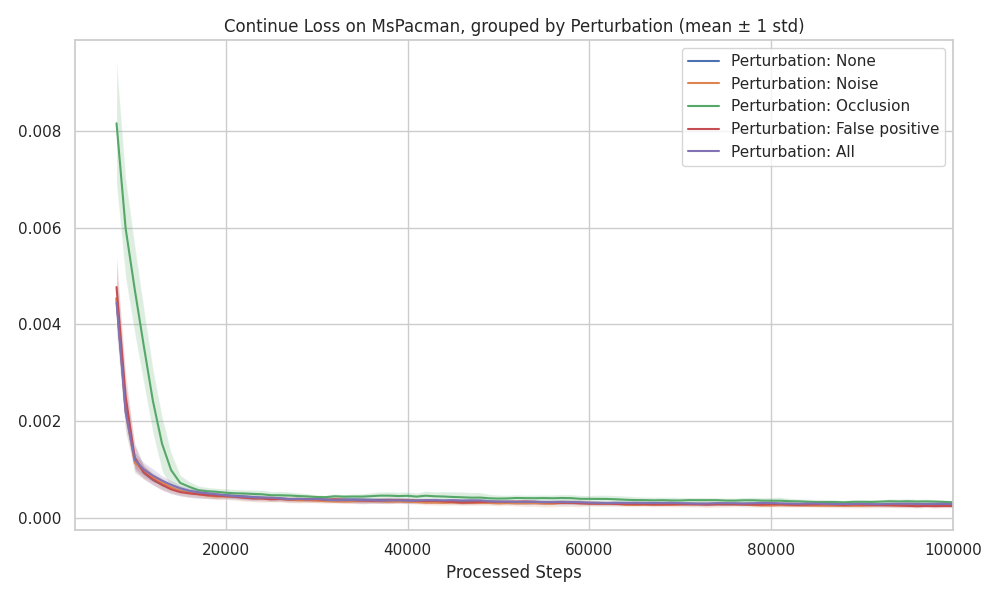 Continue Loss on MsPacman, grouped by Perturbation (mean ± 1 std)
Perturbation: None
Perturbation: Noise
Perturbation: Occlusion
Perturbation: False positive
Perturbation: All
0.008
0.006
0.004
0.002
0.000
20000
40000
60000
80000
100000
Processed Steps